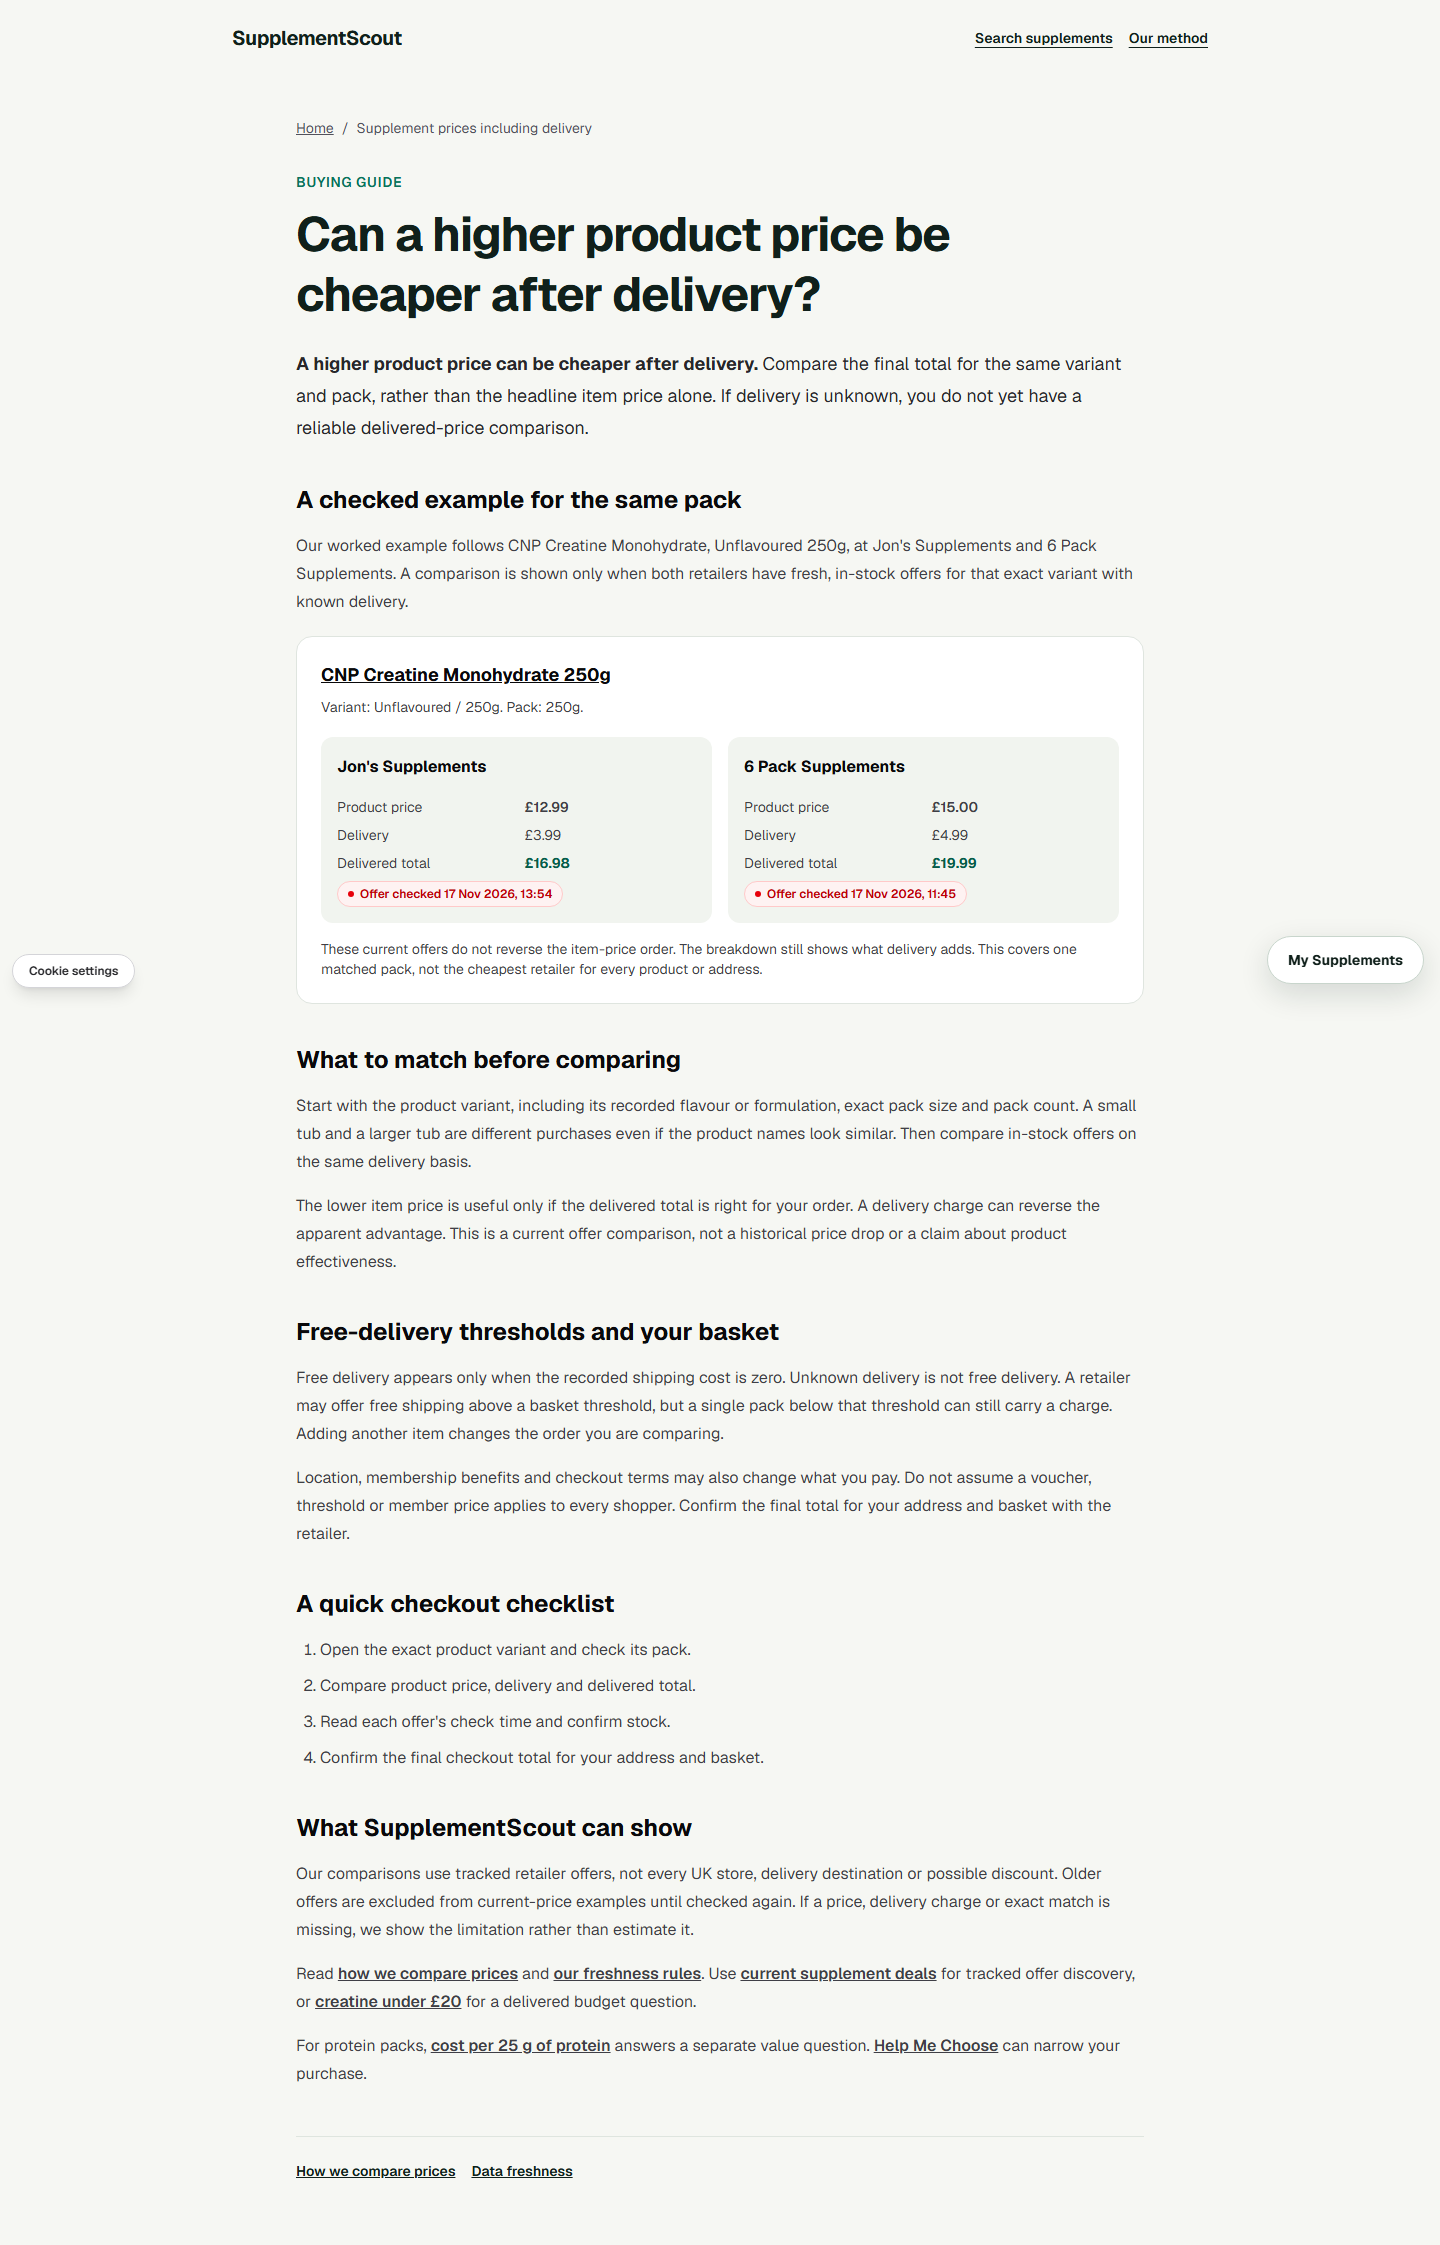 SupplementScout
Search supplements Our method
Home / Supplement prices including delivery
BUYING GUIDE
Can a higher product price be
cheaper after delivery?
A higher product price can be cheaper after delivery. Compare the final total for the same variant
and pack, rather than the headline item price alone. If delivery is unknown, you do not yet have a
reliable delivered-price comparison.
A checked example for the same pack
Our worked example follows CNP Creatine Monohydrate, Unflavoured 250g, at Jon's Supplements and 6 Pack
Supplements. A comparison is shown only when both retailers have fresh, in-stock offers for that exact variant with
known delivery.
CNP Creatine Monohydrate 250g
Variant: Unflavoured / 250g. Pack: 250g.
Jon's Supplements
Product price £12.99
Delivery £3.99
Delivered total £16.98
Offer checked 17 Nov 2026, 13:54
6 Pack Supplements
Product price £15.00
Delivery £4.99
Delivered total £19.99
Offer checked 17 Nov 2026, 11:45
These current offers do not reverse the item-price order. The breakdown still shows what delivery adds. This covers one
matched pack, not the cheapest retailer for every product or address.
Cookie settings
My Supplements
What to match before comparing
Start with the product variant, including its recorded flavour or formulation, exact pack size and pack count. A small
tub and a larger tub are different purchases even if the product names look similar. Then compare in-stock offers on
the same delivery basis.
The lower item price is useful only if the delivered total is right for your order. A delivery charge can reverse the
apparent advantage. This is a current offer comparison, not a historical price drop or a claim about product
effectiveness.
Free-delivery thresholds and your basket
Free delivery appears only when the recorded shipping cost is zero. Unknown delivery is not free delivery. A retailer
may offer free shipping above a basket threshold, but a single pack below that threshold can still carry a charge.
Adding another item changes the order you are comparing.
Location, membership benefits and checkout terms may also change what you pay. Do not assume a voucher,
threshold or member price applies to every shopper. Confirm the final total for your address and basket with the
retailer.
A quick checkout checklist
1. Open the exact product variant and check its pack.
2. Compare product price, delivery and delivered total.
3. Read each offer's check time and confirm stock.
4. Confirm the final checkout total for your address and basket.
What SupplementScout can show
Our comparisons use tracked retailer offers, not every UK store, delivery destination or possible discount. Older
offers are excluded from current-price examples until checked again. If a price, delivery charge or exact match is
missing, we show the limitation rather than estimate it.
Read how we compare prices and our freshness rules. Use current supplement deals for tracked offer discovery,
or creatine under £20 for a delivered budget question.
For protein packs, cost per 25 g of protein answers a separate value question. Help Me Choose can narrow your
purchase.
How we compare prices Data freshness